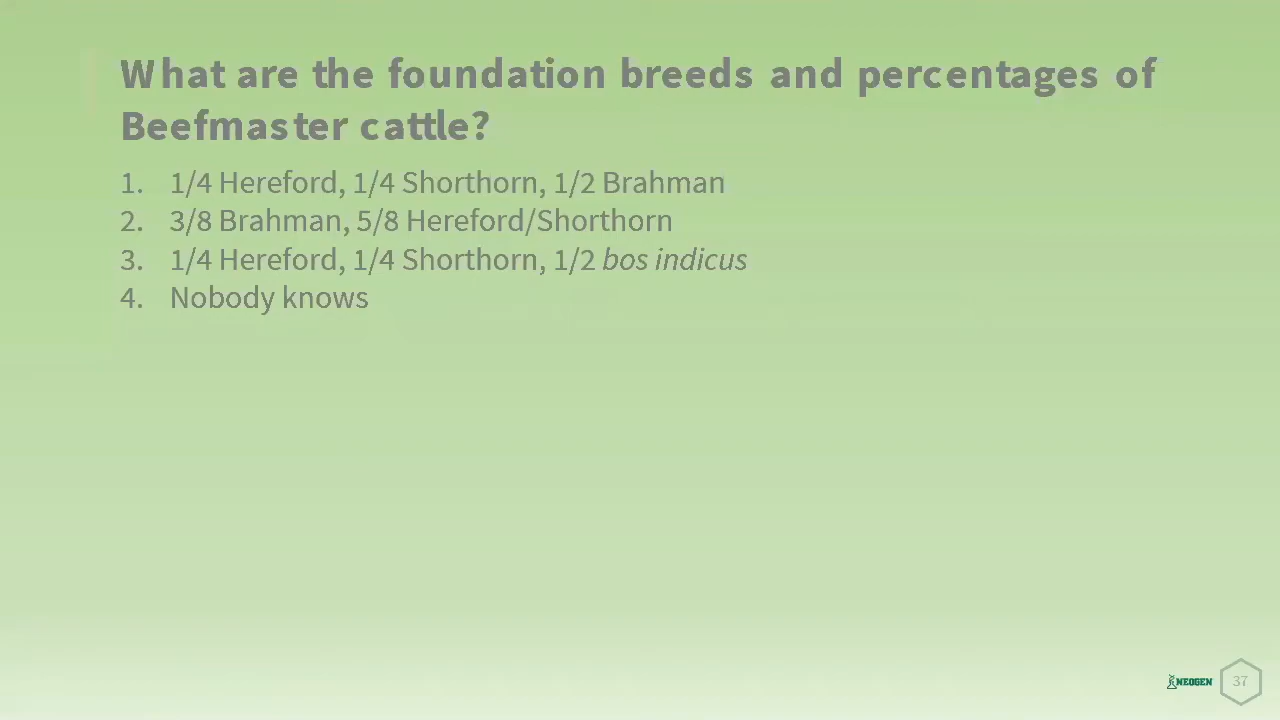 What are the foundation breeds and percentages of
Beefmaster cattle?
1. 1/4 Hereford, 1/4 Shorthorn, 1/2 Brahman
2. 3/8 Brahman, 5/8 Hereford/Shorthorn
3. 1/4 Hereford, 1/4 Shorthorn, 1/2 bos indicus
4. Nobody knows
NEOGEN
37